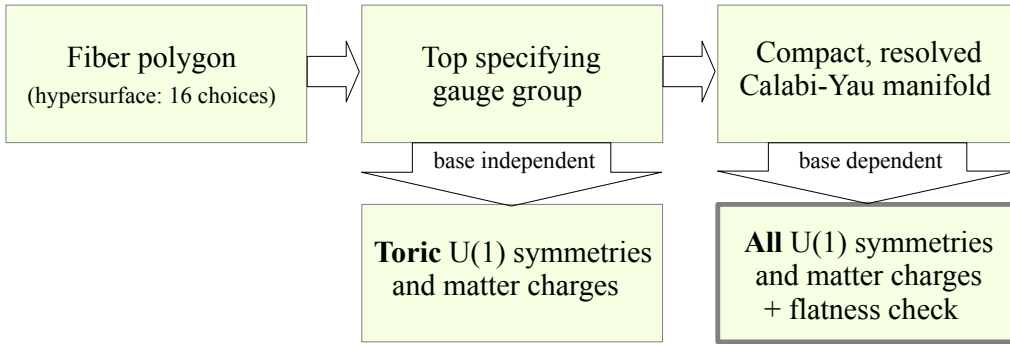 Fiber polygon
(hypersurface: 16 choices)
Top specifying
gauge group
Compact, resolved
Calabi-Yau manifold
base independent
base dependent
Toric U(1) symmetries
and matter charges
All U(1) symmetries
and matter charges
+ flatness check